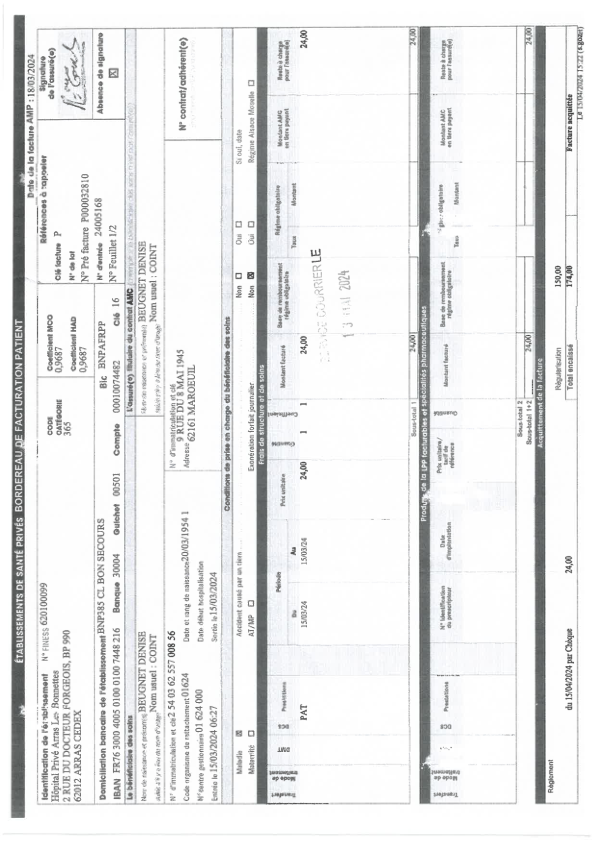 ÉTABLISSEMENTS DE SANTÉ PRIVÉS BORDEREAU DE FACTURATION PATIENT
Date de la facture AMP : 18/03/2024
Identification de l'établissement N° FINESS 620100099
Hôpital Privé Arras Les Bonnettes
2 RUE DU DOCTEUR FORGEOIS, BP 990
62012 ARRAS CEDEX
CODE CATÉGORIE
365
Coefficient MCO
0,9687
Coefficient HAD
0,9687
Références à rappeler
Clé facture P
N° de lot
N° Pré facture P000032810
N° d'entrée 24005168
N° Feuillet 1/2
Signature de l'assuré(e)
Absence de signature ☒
Domiciliation bancaire de l'établissement BNP385 CL BON SECOURS
Bic BNPAFRPP
IBAN FR76 3000 4005 0100 0100 7448 216 Banque 30004 Guichet 00501 Compte 00010074482 Clé 16
Le bénéficiaire des soins
BEUGNET DENISE
Nom usuel : COINT
N° d'immatriculation et clé 2 54 03 62 557 008 56
Code organisme de rattachement 01624
Date et rang de naissance 20/03/1954 1
N° centre gestionnaire 01 624 000
Date début hospitalisation
Entrée le 15/03/2024 06:27
Sortie le 15/03/2024
L'assuré(e) titulaire du contrat AMC
BEUGNET DENISE
Nom usuel : COINT
N° d'immatriculation et clé
Adresse 9 RUE DU 8 MAI 1945
62161 MAROEUIL
N° contrat/adhérent(e)
Conditions de prise en charge du bénéficiaire des soins
Maladie ☒ Accident causé par un tiers Non ☐ Oui ☐ Si oui, date
Maternité ☐ AT/MP ☐ Exonération forfait journalier Non ☒ Oui ☐ Régime Alsace Moselle ☐
Frais de structure et de soins
Transfert
Mode de traitement
DMT
DCS
Prestations
Période
Du
Au
Prix unitaire
Quantité
Coefficient
Montant facturé
Base de remboursement régime obligatoire
Régime obligatoire
Taux
Montant
Montant AMC en tiers payant
Reste à charge pour l'assuré(e)
PAT 15/03/24 15/03/24 24,00 1 1 24,00 24,00
13 MAI 2024
Sous-total 1 24,00 24,00
Produits de la LPP facturables et spécialités pharmaceutiques
Transfert
Mode de traitement
DCS
Prestations
N° identification du prescripteur
Date d'implantation
Prix unitaire/ tarif de référence
Quantité
Montant facturé
Base de remboursement régime obligatoire
Régime obligatoire
Taux
Montant
Montant AMC en tiers payant
Reste à charge pour l'assuré(e)
Sous-total 2
Sous-total 1+2 24,00 24,00
Acquittement de la facture
Règlement
Régularisation 150,00
du 15/04/2024 par Chèque 24,00
Total encaissé 174,00
Facture acquittée
Le 15/04/2024 15:22